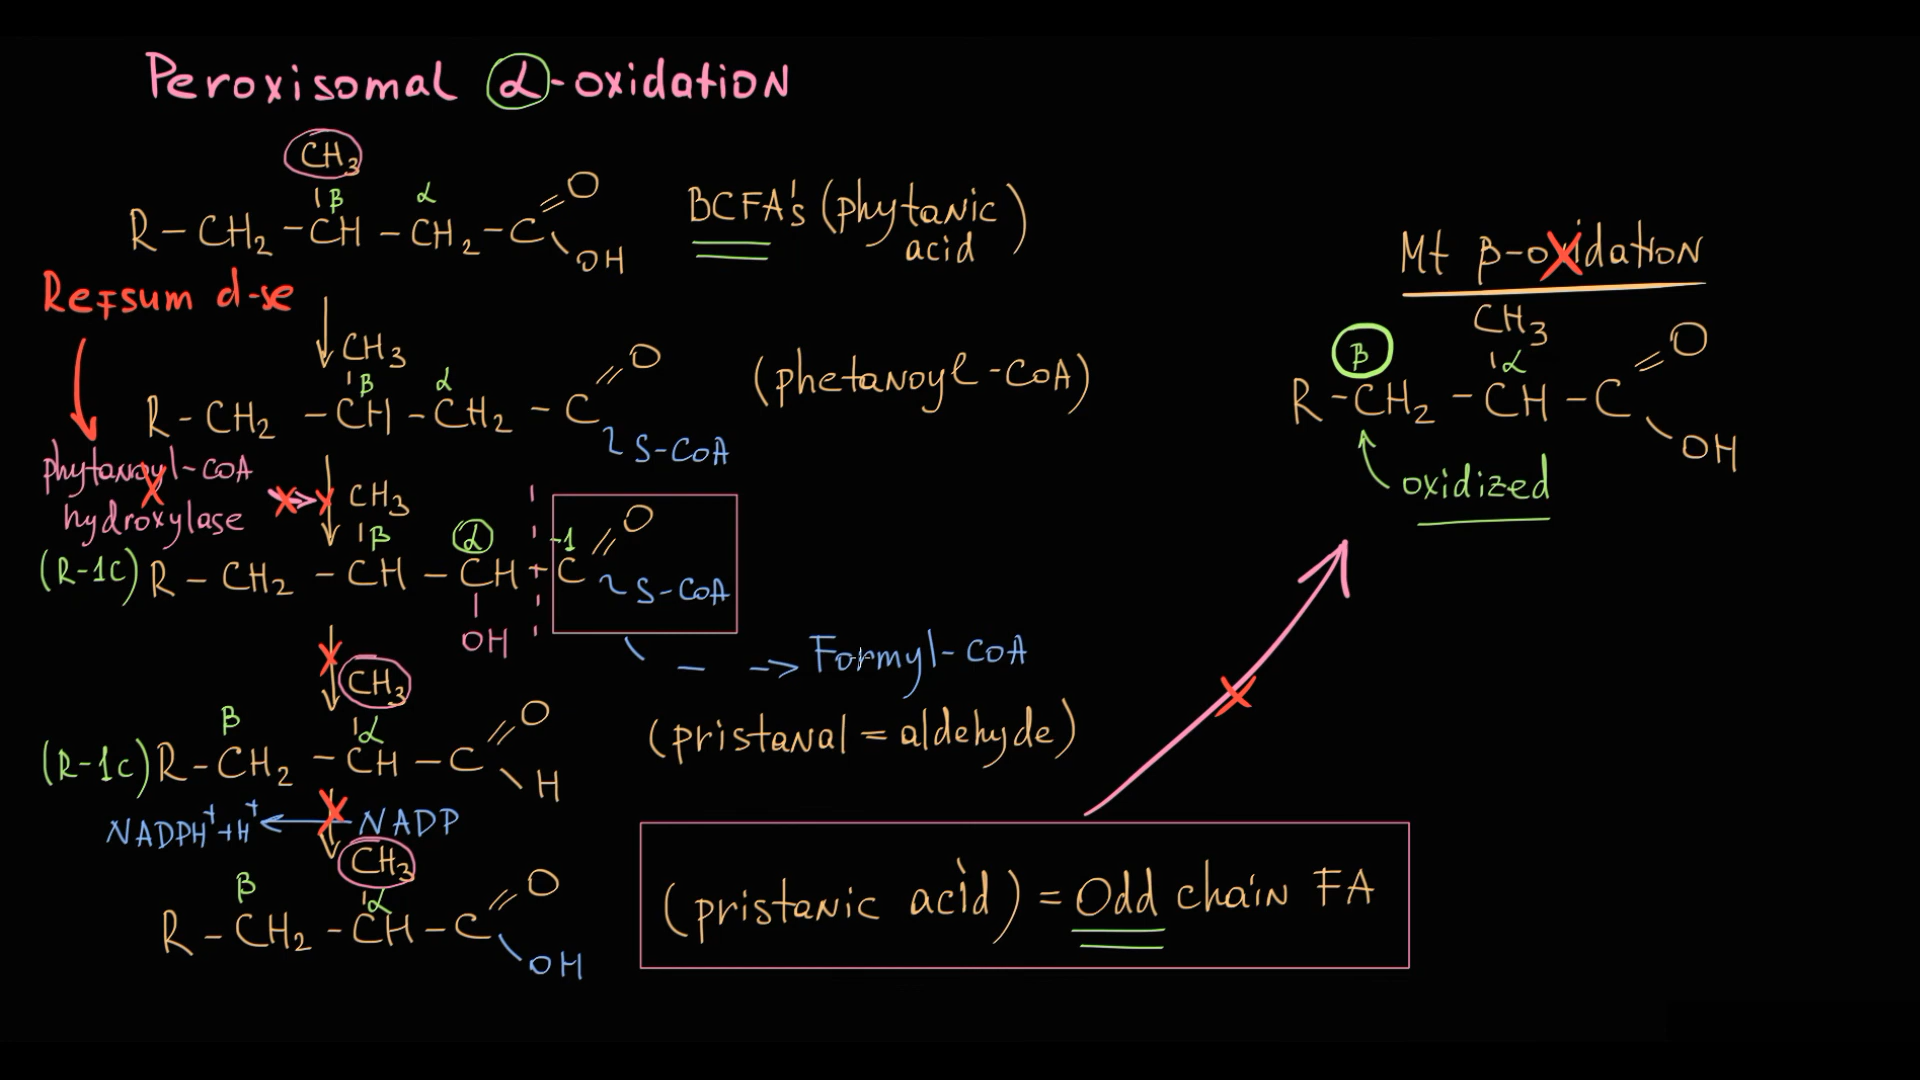 Peroxisomal α-oxidation
CH₃
β α
R – CH₂ – CH – CH₂ – C = O
OH
BCFA's (phytanic acid)
Refsum d-se
CH₃
β α
R – CH₂ – CH – CH₂ – C = O
~ S-CoA
(phetanoyl-CoA)
phytanoyl-CoA
hydroxylase
CH₃
β α -1
(R-1C) R – CH₂ – CH – CH + C = O
~ S-CoA
OH
Formyl-CoA
CH₃
β α
(R-1C) R – CH₂ – CH – C = O
H
(pristanal = aldehyde)
NADPH⁺+H⁺ ← NADP
CH₃
β α
R – CH₂ – CH – C = O
OH
(pristanic acid) = Odd chain FA
Mt β-oxidation
CH₃
β α
R – CH₂ – CH – C = O
OH
oxidized